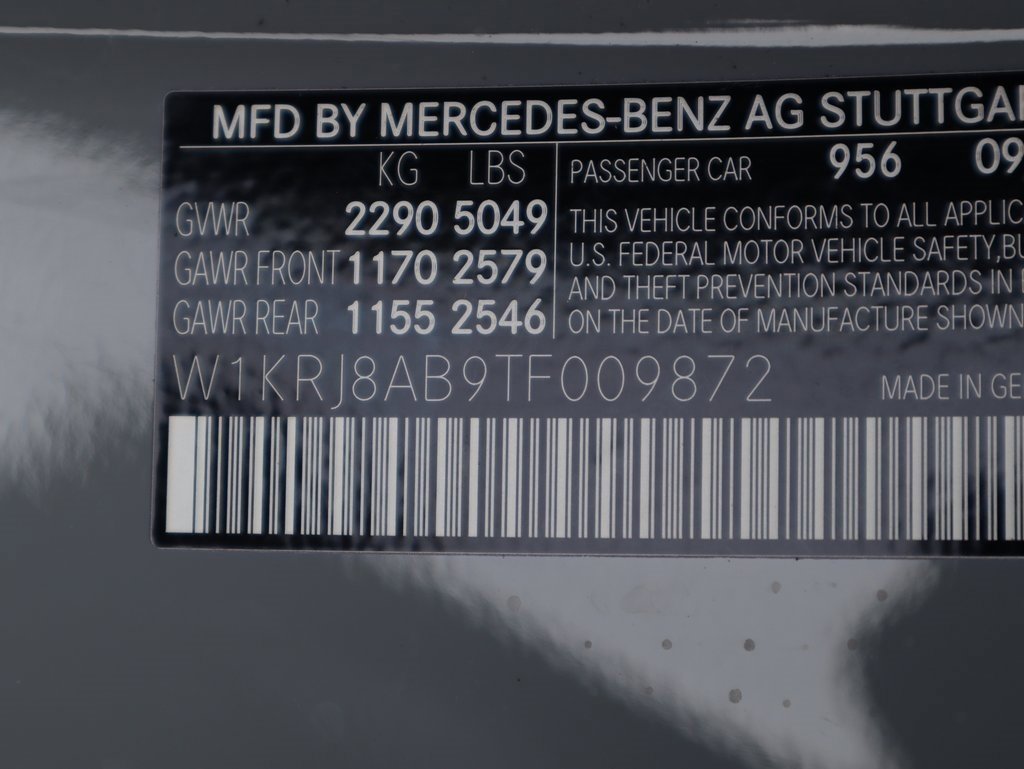 MFD BY MERCEDES-BENZ AG STUTTGA
KG LBS
GVWR 2290 5049
GAWR FRONT 1170 2579
GAWR REAR 1155 2546
PASSENGER CAR 956 09
THIS VEHICLE CONFORMS TO ALL APPLIC
U.S. FEDERAL MOTOR VEHICLE SAFETY, BU
AND THEFT PREVENTION STANDARDS IN
ON THE DATE OF MANUFACTURE SHOWN
W1KRJ8AB9TF009872
MADE IN GE